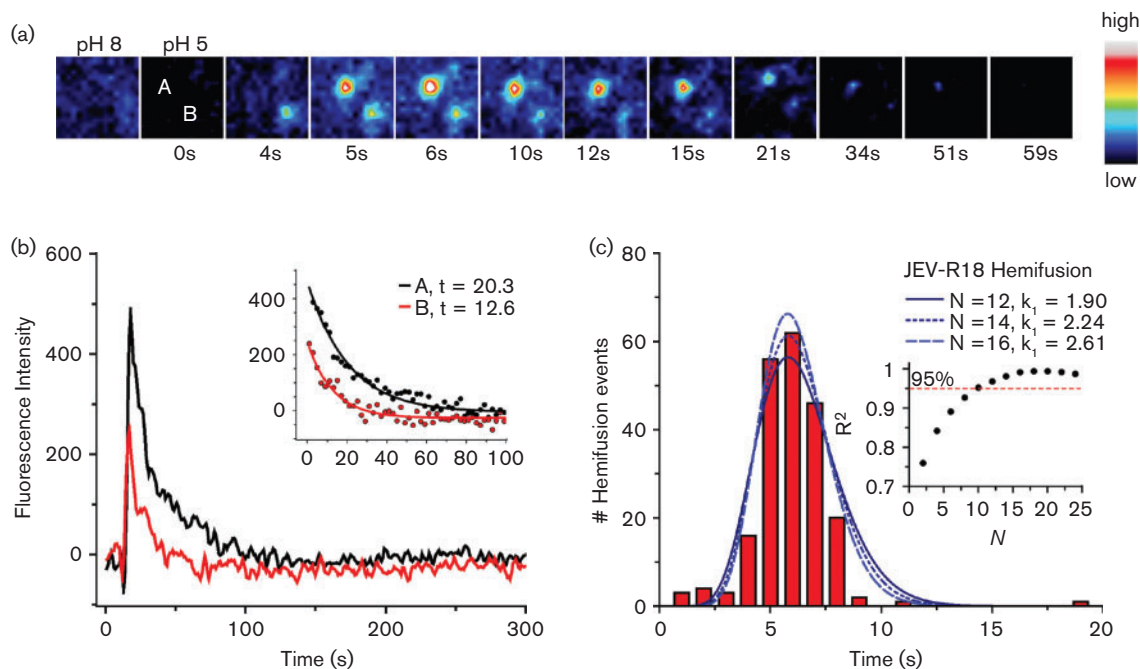 (a)
pH 8 pH 5
A
B
0s 4s 5s 6s 10s 12s 15s 21s 34s 51s 59s
high
low
(b)
600
400
200
0
Fluorescence Intensity
0 100 200 300
Time (s)
A, t = 20.3
B, t = 12.6
400
200
0
0 20 40 60 80 100
(c)
80
60
40
20
0
# Hemifusion events
0 5 10 15 20
Time (s)
JEV-R18 Hemifusion
N =12, k₁ = 1.90
N =14, k₁ = 2.24
N =16, k₁ = 2.61
95%
1
0.9
0.8
0.7
R²
0 5 10 15 20 25
N